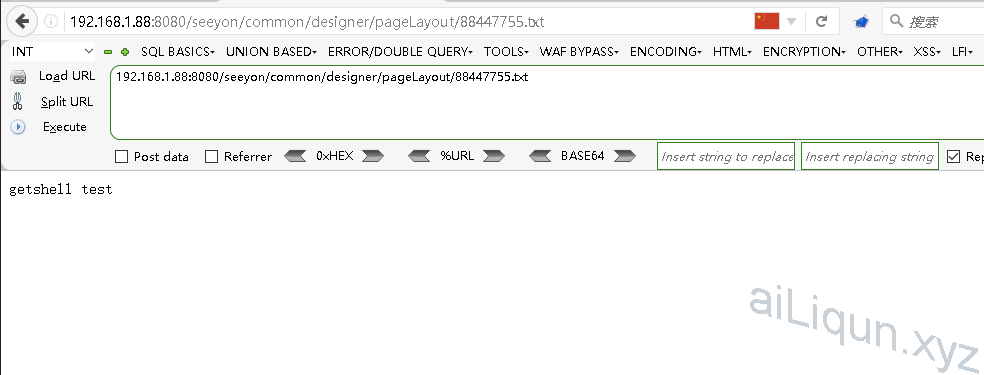 192.168.1.88:8080/seeyon/common/designer/pageLayout/88447755.txt
搜索
INT SQL BASICS UNION BASED ERROR/DOUBLE QUERY TOOLS WAF BYPASS ENCODING HTML ENCRYPTION OTHER XSS LFI
Load URL
192.168.1.88:8080/seeyon/common/designer/pageLayout/88447755.txt
Split URL
Execute
Post data Referrer 0xHEX %URL BASE64 Insert string to replace Insert replacing string Rep
getshell test
aiLiqun.xyz